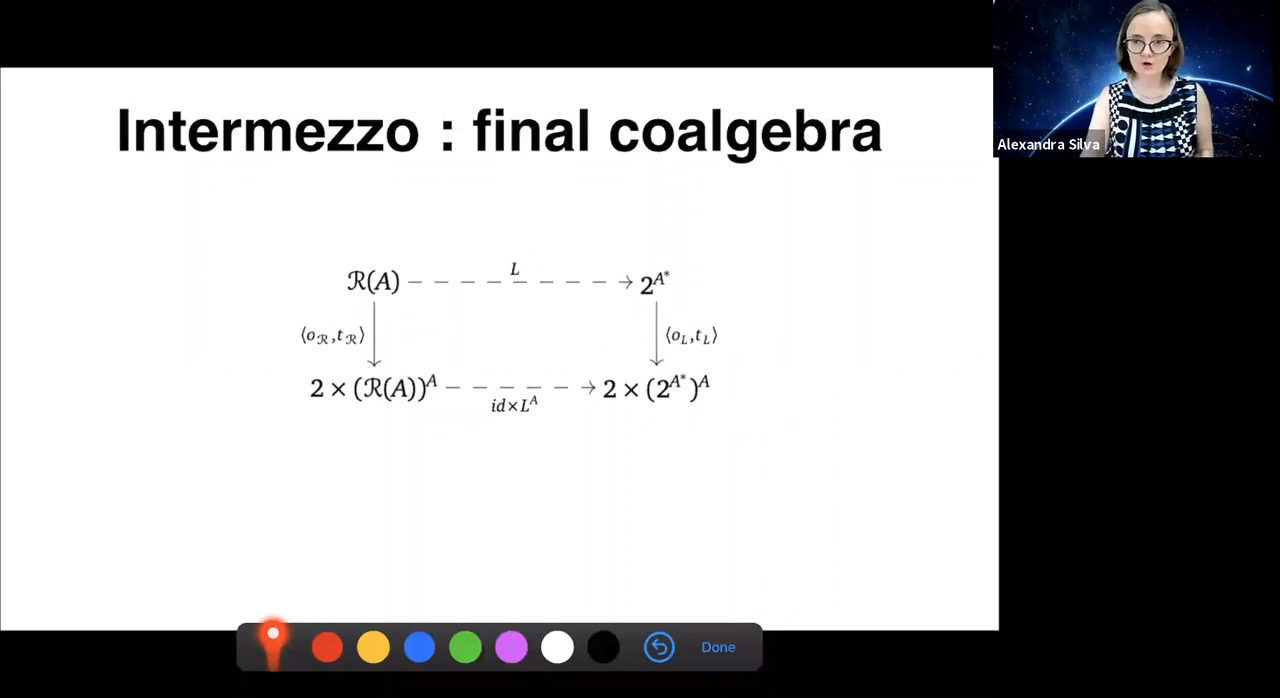 Intermezzo : final coalgebra
Alexandra Silva
ℛ(A) L 2^{A*}
⟨o_ℛ,t_ℛ⟩ ⟨o_L,t_L⟩
2 × (ℛ(A))^A id×L^A 2 × (2^{A*})^A
Done